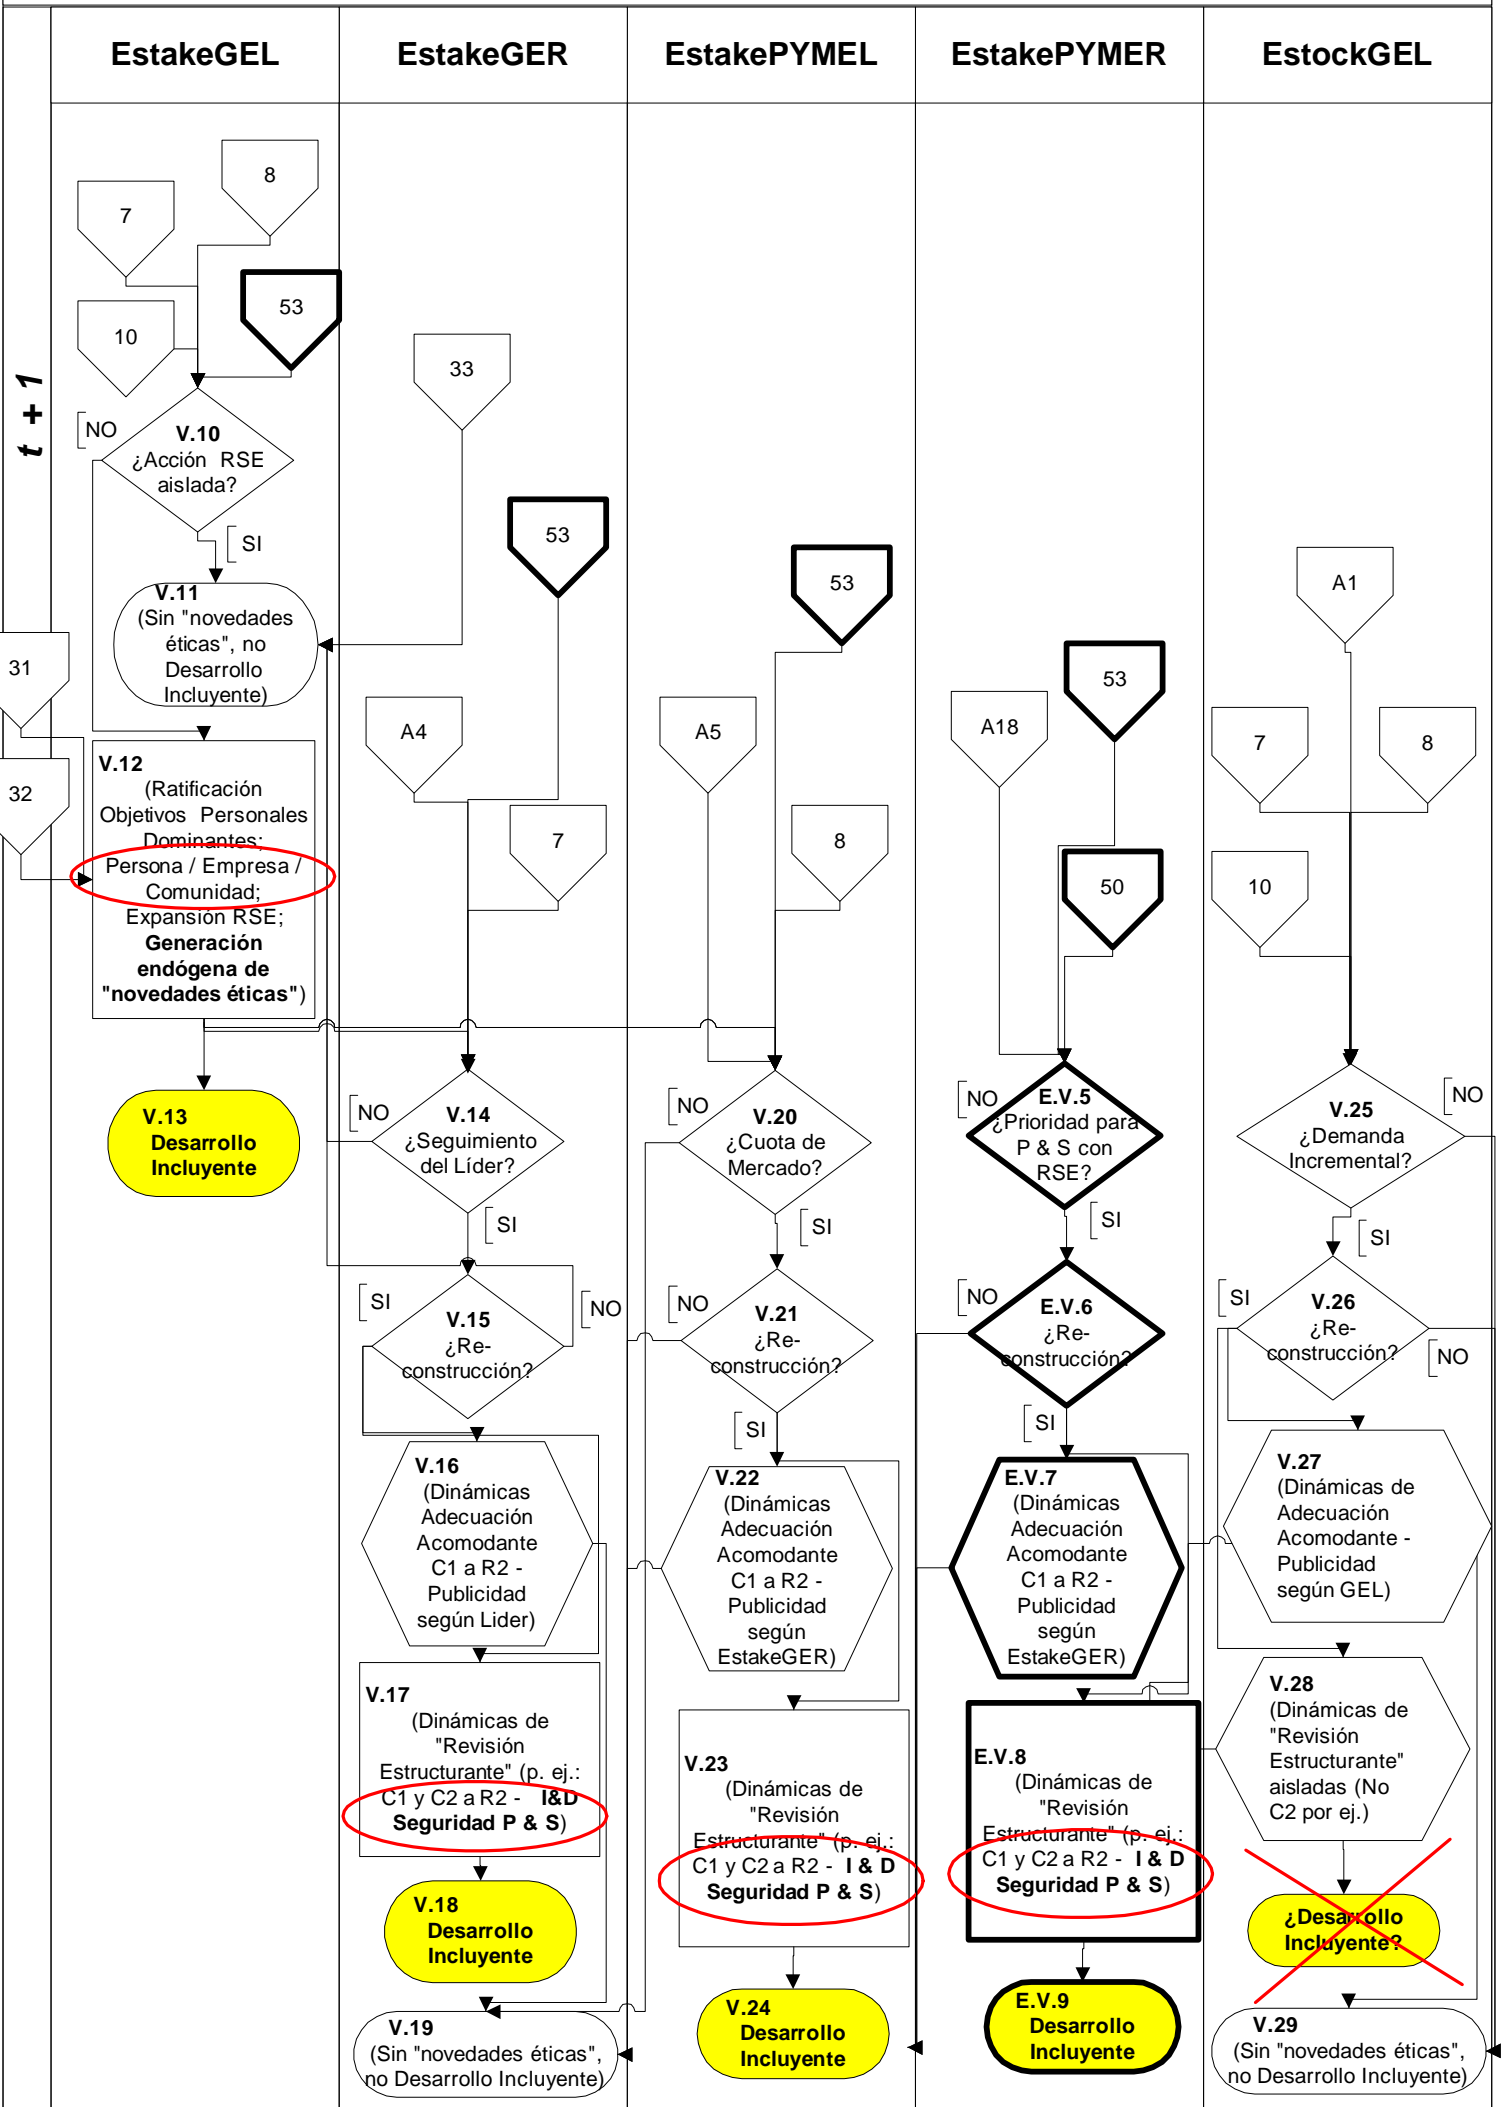 EstakeGEL
EstakeGER
EstakePYMEL
EstakePYMER
EstockGEL
t + 1
7
8
10
53
NO
V.10
¿Acción RSE
aislada?
SI
V.11
(Sin "novedades
éticas", no
Desarrollo
Incluyente)
31
32
V.12
(Ratificación
Objetivos Personales
Dominantes;
Persona / Empresa /
Comunidad;
Expansión RSE;
Generación
endógena de
"novedades éticas")
V.13
Desarrollo
Incluyente
33
53
A4
7
NO
V.14
¿Seguimiento
del Líder?
SI
SI
V.15
¿Re-
construcción?
NO
V.16
(Dinámicas
Adecuación
Acomodante
C1 a R2 -
Publicidad
según Lider)
V.17
(Dinámicas de
"Revisión
Estructurante" (p. ej.:
C1 y C2 a R2 - I&D
Seguridad P & S)
V.18
Desarrollo
Incluyente
V.19
(Sin "novedades éticas",
no Desarrollo Incluyente)
53
A5
8
NO
V.20
¿Cuota de
Mercado?
SI
NO
V.21
¿Re-
construcción?
SI
V.22
(Dinámicas
Adecuación
Acomodante
C1 a R2 -
Publicidad
según
EstakeGER)
V.23
(Dinámicas de
"Revisión
Estructurante" (p. ej.:
C1 y C2 a R2 - I & D
Seguridad P & S)
V.24
Desarrollo
Incluyente
53
A18
50
NO
E.V.5
¿Prioridad para
P & S con
RSE?
SI
NO
E.V.6
¿Re-
construcción?
SI
E.V.7
(Dinámicas
Adecuación
Acomodante
C1 a R2 -
Publicidad
según
EstakeGER)
E.V.8
(Dinámicas de
"Revisión
Estructurante" (p. ej.:
C1 y C2 a R2 - I & D
Seguridad P & S)
E.V.9
Desarrollo
Incluyente
A1
7
8
10
NO
V.25
¿Demanda
Incremental?
SI
SI
V.26
¿Re-
construcción?
NO
V.27
(Dinámicas de
Adecuación
Acomodante -
Publicidad
según GEL)
V.28
(Dinámicas de
"Revisión
Estructurante"
aisladas (No
C2 por ej.)
¿Desarrollo
Incluyente?
V.29
(Sin "novedades éticas",
no Desarrollo Incluyente)